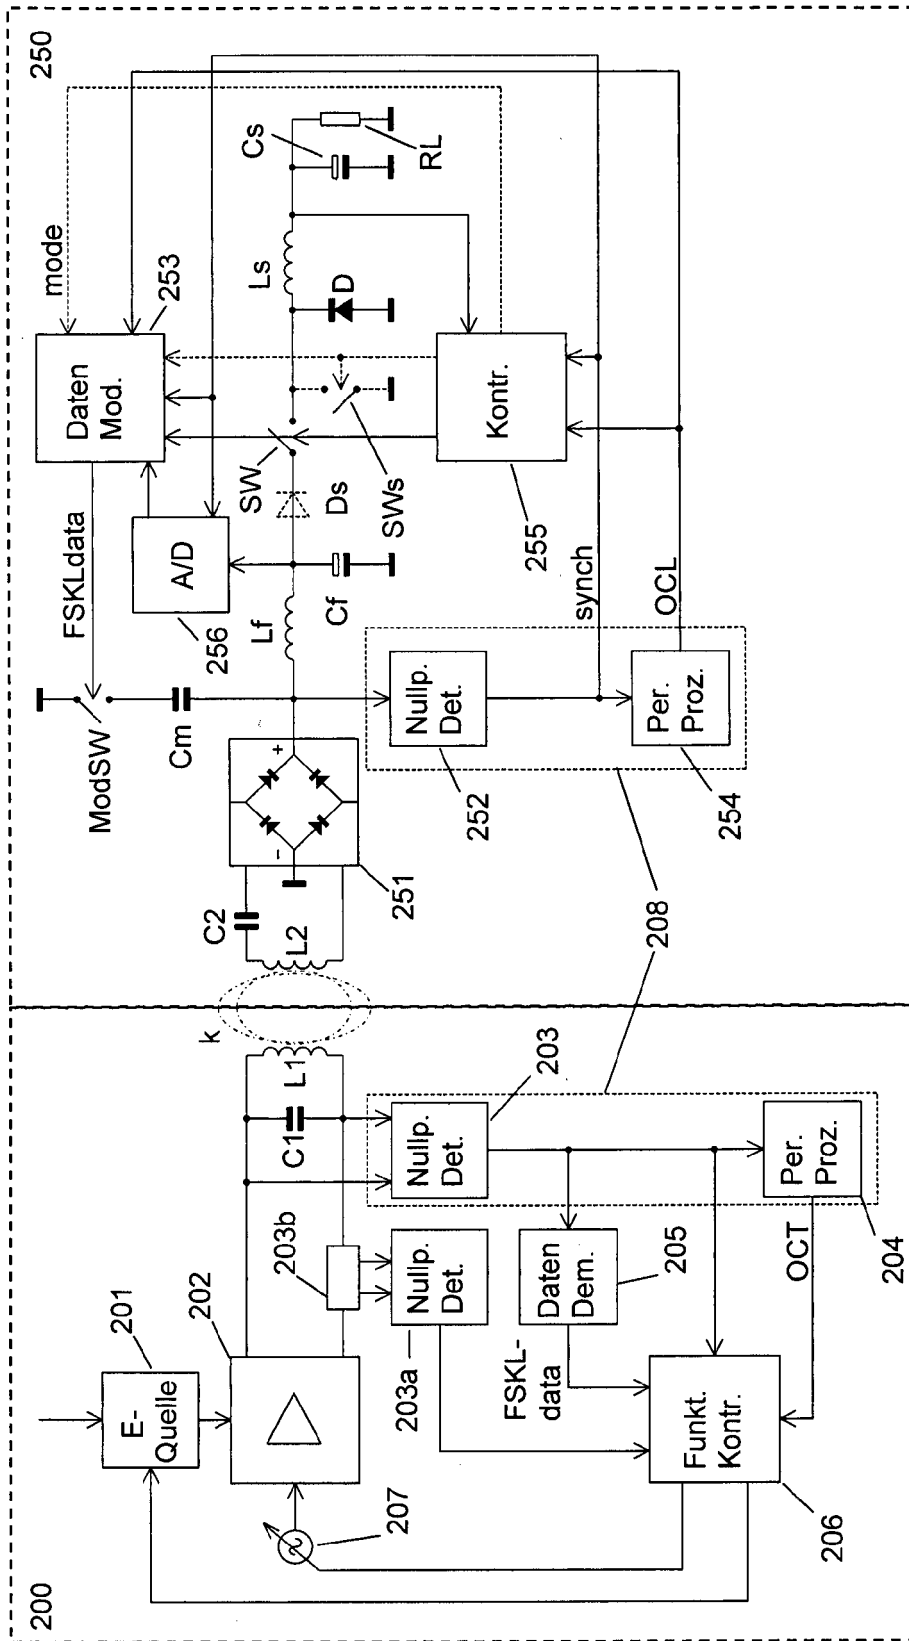 200
201
E-
Quelle
202
207
203b
203a
Nullp.
Det.
C1
L1
k
203
Nullp.
Det.
FSKL-
data
Daten
Dem.
205
Funkt.
Kontr.
206
OCT
Per.
Proz.
204
208
250
C2
L2
251
-
+
ModSW
Cm
FSKLdata
Daten
Mod.
253
mode
A/D
256
Lf
Cf
Ds
SW
SWs
D
Ls
Cs
RL
Nullp.
Det.
252
synch
Per.
Proz.
254
OCL
Kontr.
255